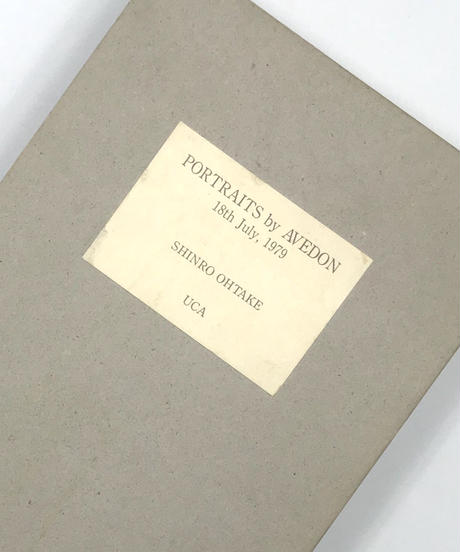 PORTRAITS by AVEDON
18th July, 1979
SHINRO OHTAKE
UCA